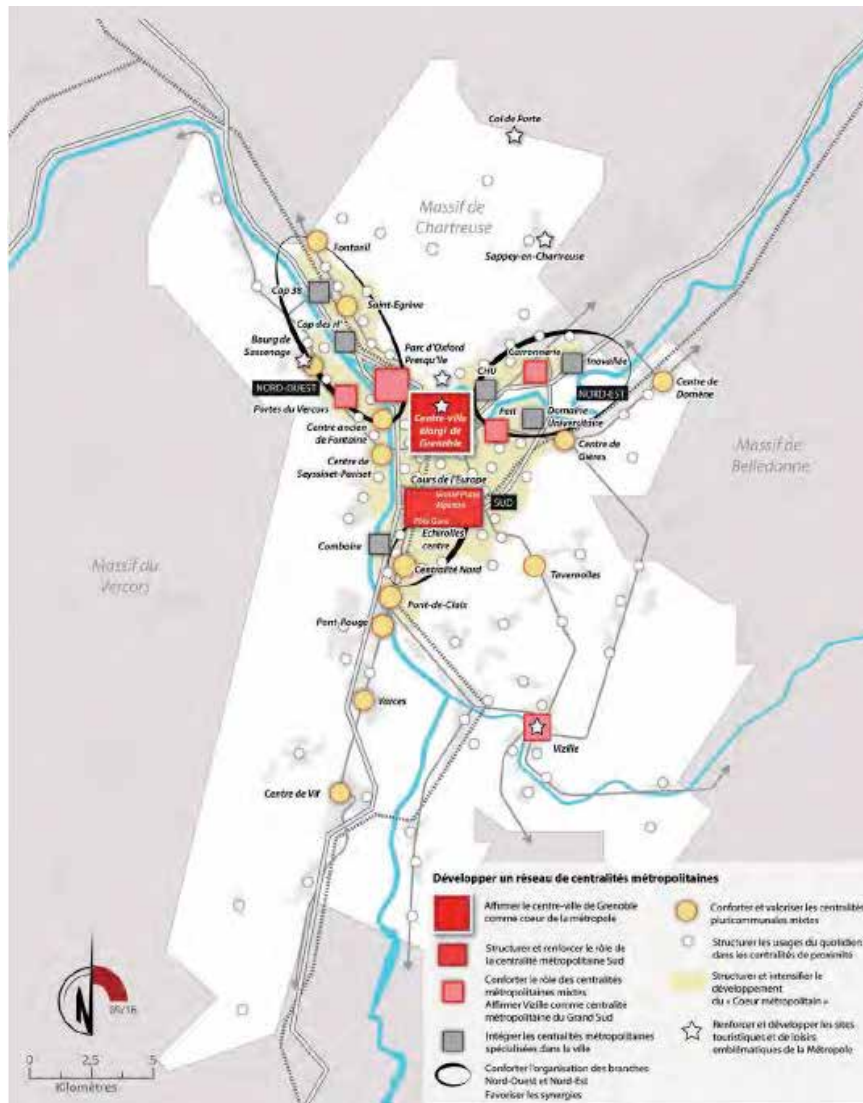 Col de Porte
Massif de
Chartreuse
Sappey-en-Chartreuse
Fontanil
Cap 38
Saint-Egrève
Cap des H'
Bourg de
Sassenage
Parc d'Oxford
Presqu'île
NORD-OUEST
Portes du Vercors
CHU
Carronnerie
Inovallée
NORD-EST
Centre de
Domène
Centre-ville
élargi de
Grenoble
Domaine
Universitaire
Centre ancien
de Fontaine
Centre de
Gières
Massif de
Belledonne
Centre de
Seyssinet-Pariset
Cours de l'Europe
Grand'Place
Alpexpo
SUD
Pôle Gare
Echirolles
centre
Comboire
Massif du
Vercors
Centralité Nord
Tavernolles
Pont-de-Claix
Pont-Rouge
Varces
Vizille
Centre de Vif
Développer un réseau de centralités métropolitaines
Affirmer le centre-ville de Grenoble
comme coeur de la métropole
Structurer et renforcer le rôle de
la centralité métropolitaine Sud
Conforter le rôle des centralités
métropolitaines mixtes
Affirmer Vizille comme centralité
métropolitaine du Grand Sud
Intégrer les centralités métropolitaines
spécialisées dans la ville
Conforter l'organisation des branches
Nord-Ouest et Nord-Est
Favoriser les synergies
Conforter et valoriser les centralités
pluricommunales mixtes
Structurer les usages du quotidien
dans les centralités de proximité
Structurer et intensifier le
développement
du « Coeur métropolitain »
Renforcer et développer les sites
touristiques et de loisirs
emblématiques de la Métropole
N
09/16
0 2,5 5
Kilomètres